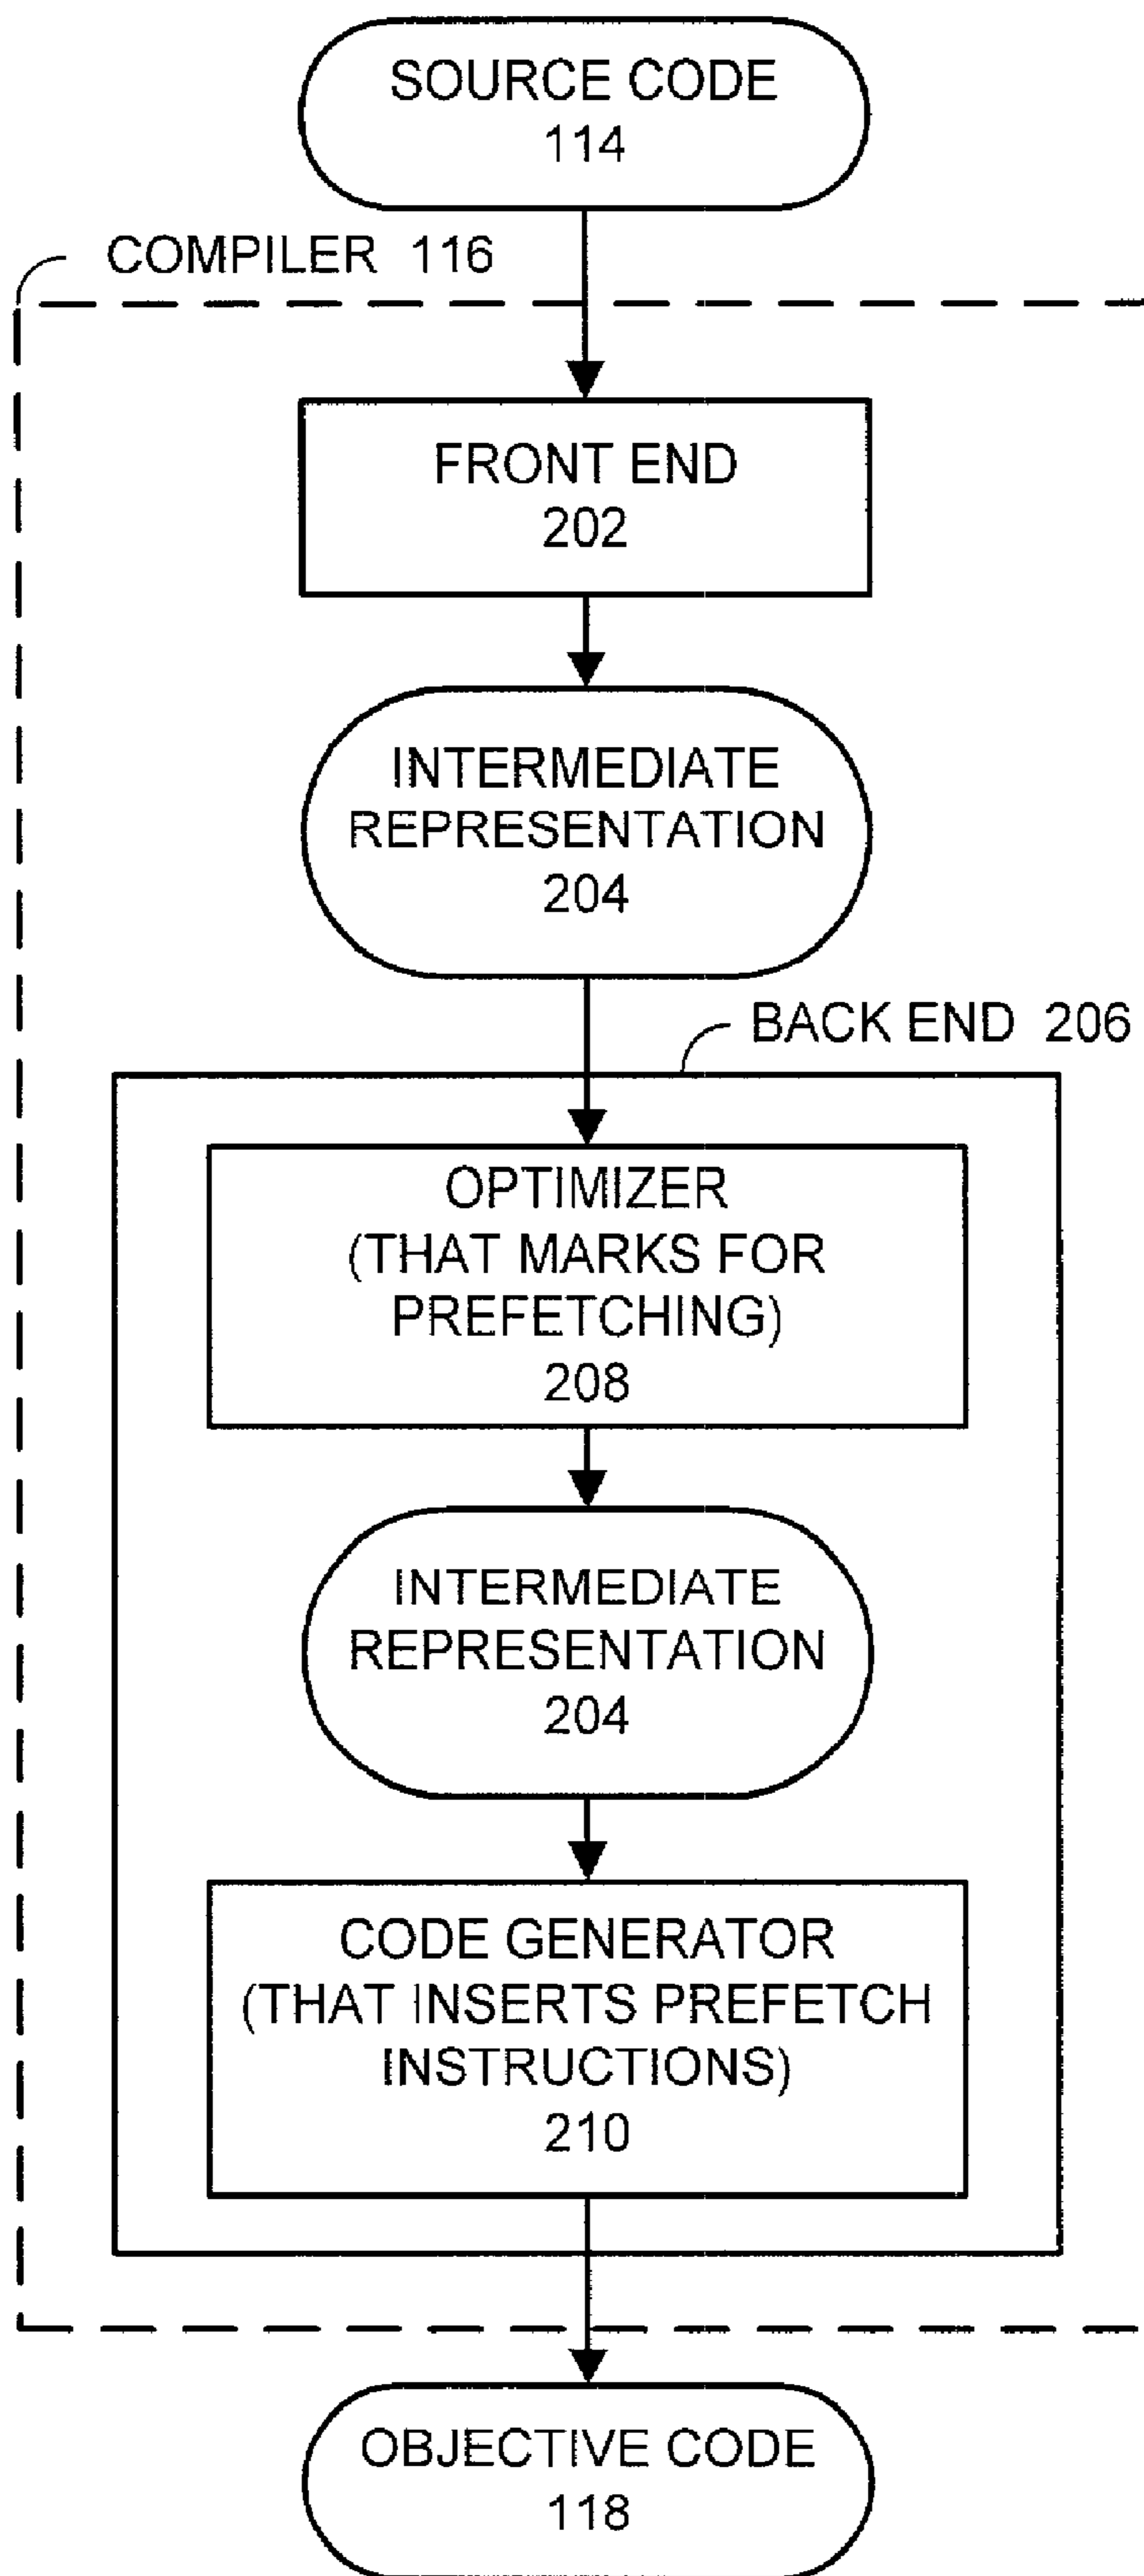 SOURCE CODE
114
COMPILER 116
FRONT END
202
INTERMEDIATE
REPRESENTATION
204
BACK END 206
OPTIMIZER
(THAT MARKS FOR
PREFETCHING)
208
INTERMEDIATE
REPRESENTATION
204
CODE GENERATOR
(THAT INSERTS PREFETCH
INSTRUCTIONS)
210
OBJECTIVE CODE
118